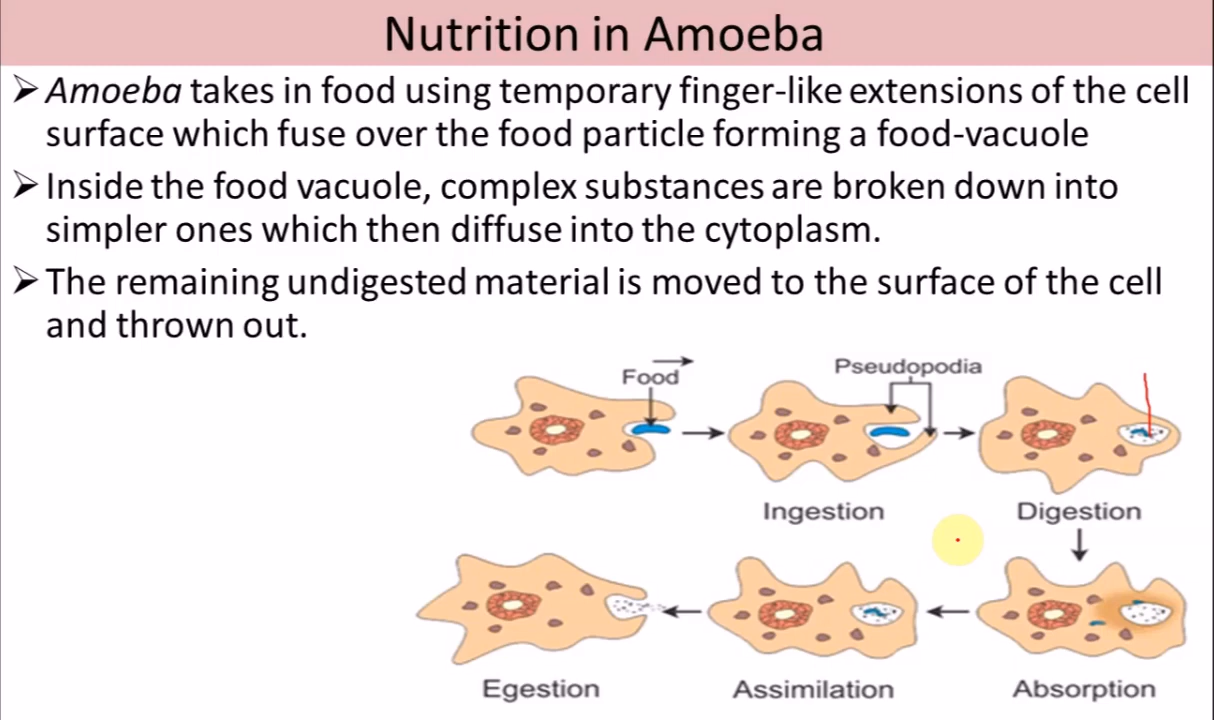 Nutrition in Amoeba
➢ Amoeba takes in food using temporary finger-like extensions of the cell
surface which fuse over the food particle forming a food-vacuole
➢ Inside the food vacuole, complex substances are broken down into
simpler ones which then diffuse into the cytoplasm.
➢ The remaining undigested material is moved to the surface of the cell
and thrown out.
Food
Pseudopodia
Ingestion
Digestion
Egestion
Assimilation
Absorption